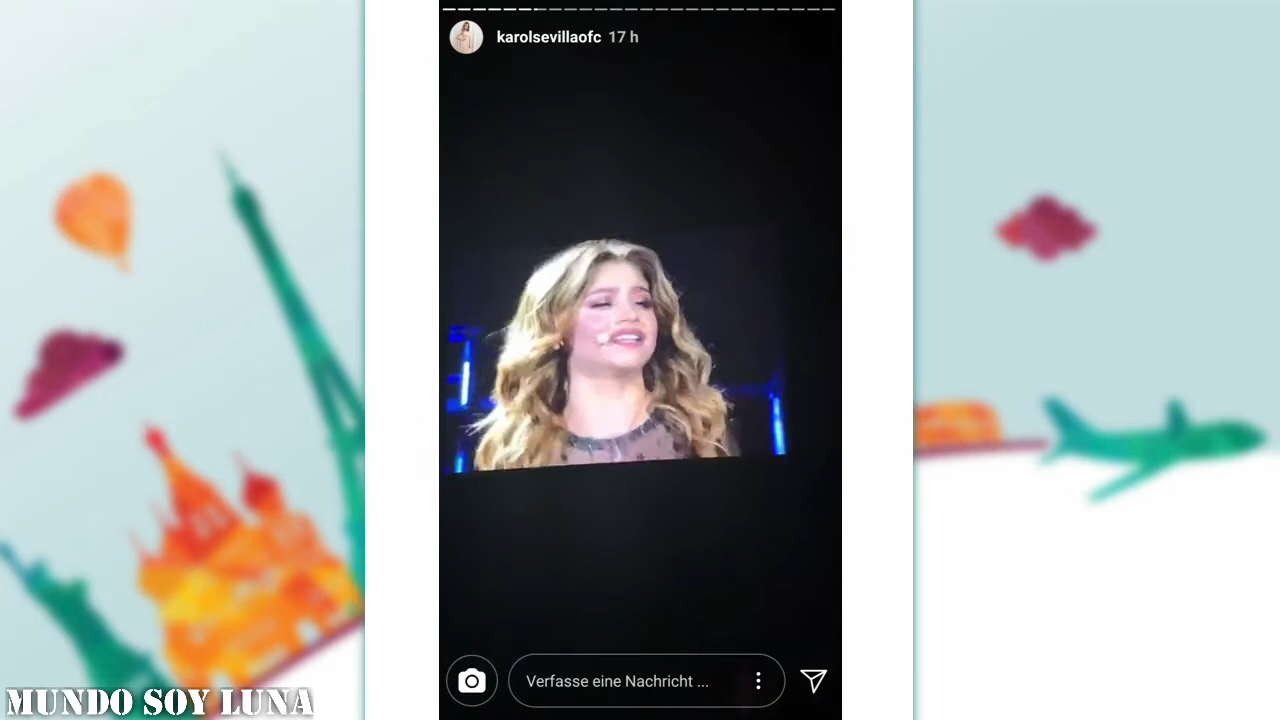 karolsevillaofc 17 h
Verfasse eine Nachricht ...
MUNDO SOY LUNA